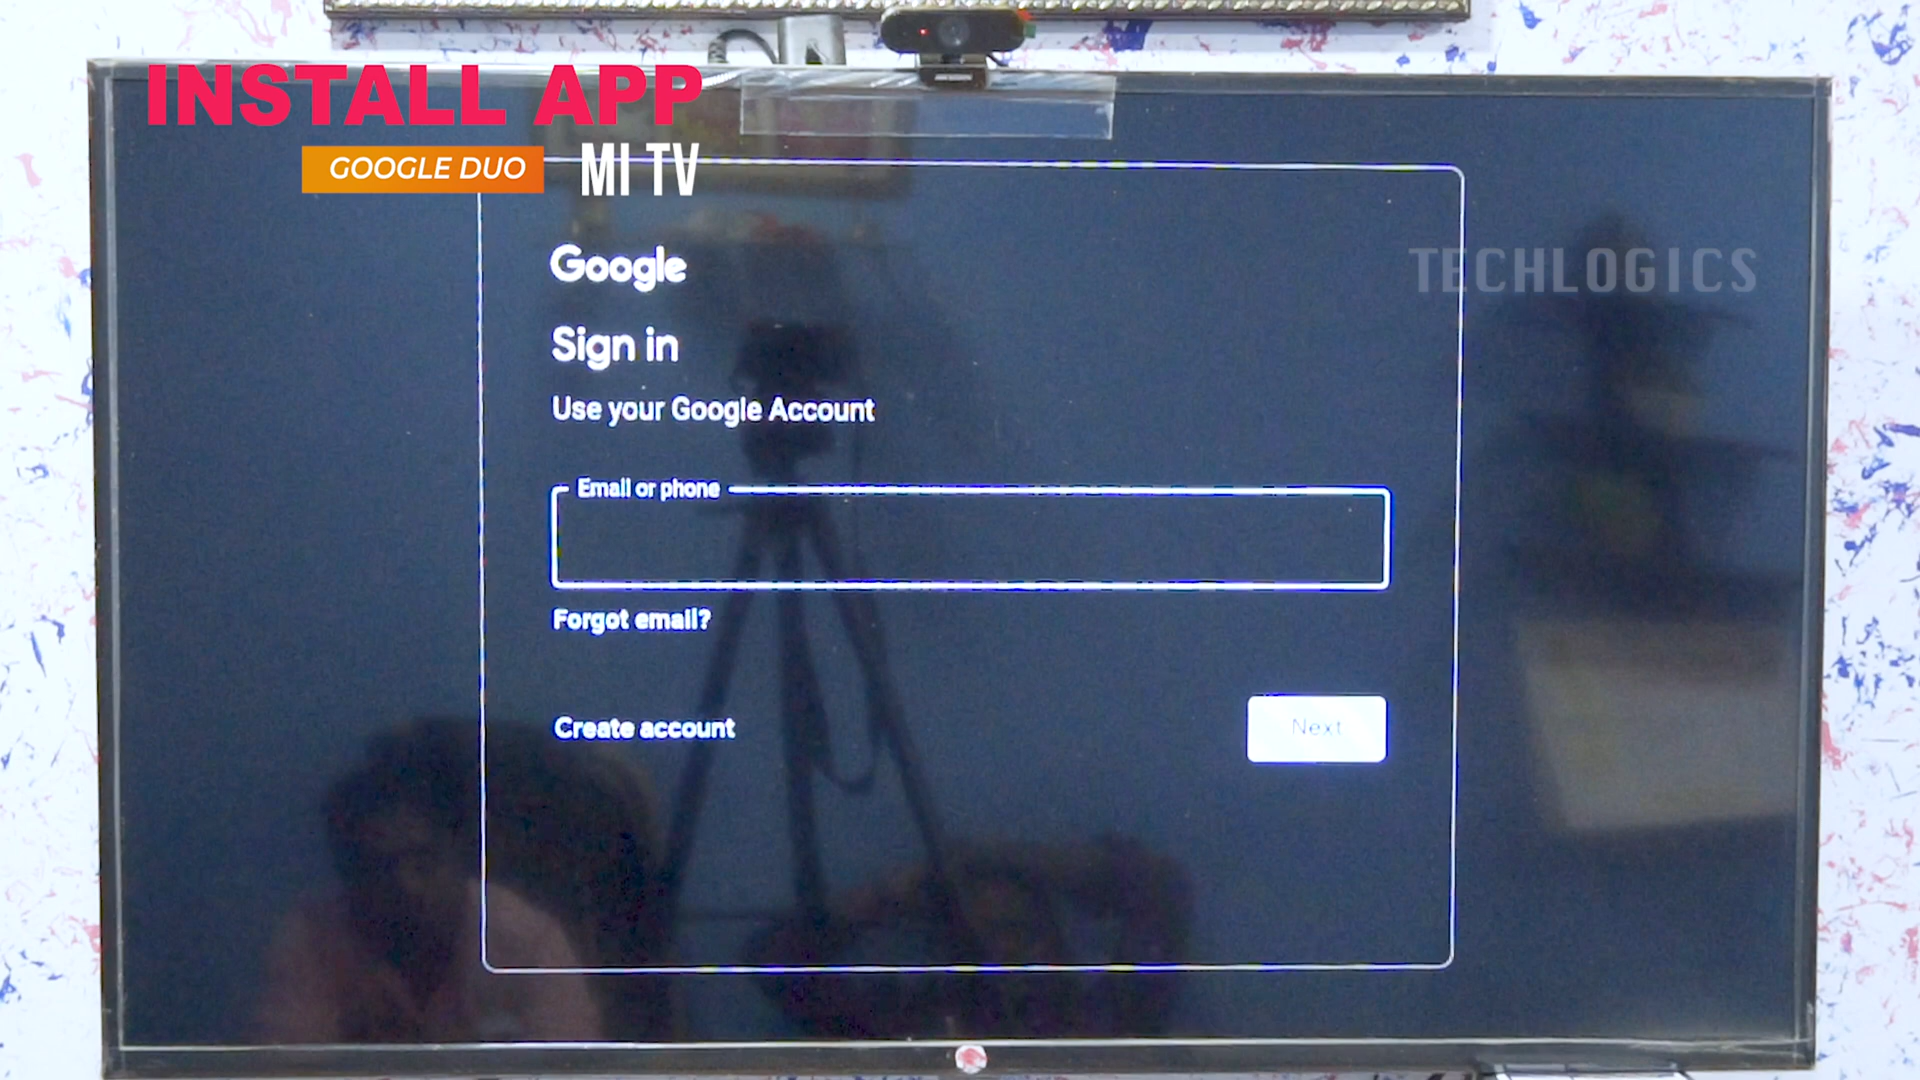 INSTALL APP
GOOGLE DUO
MI TV
Google
TECHLOGICS
Sign in
Use your Google Account
Email or phone
Forgot email?
Create account
Next